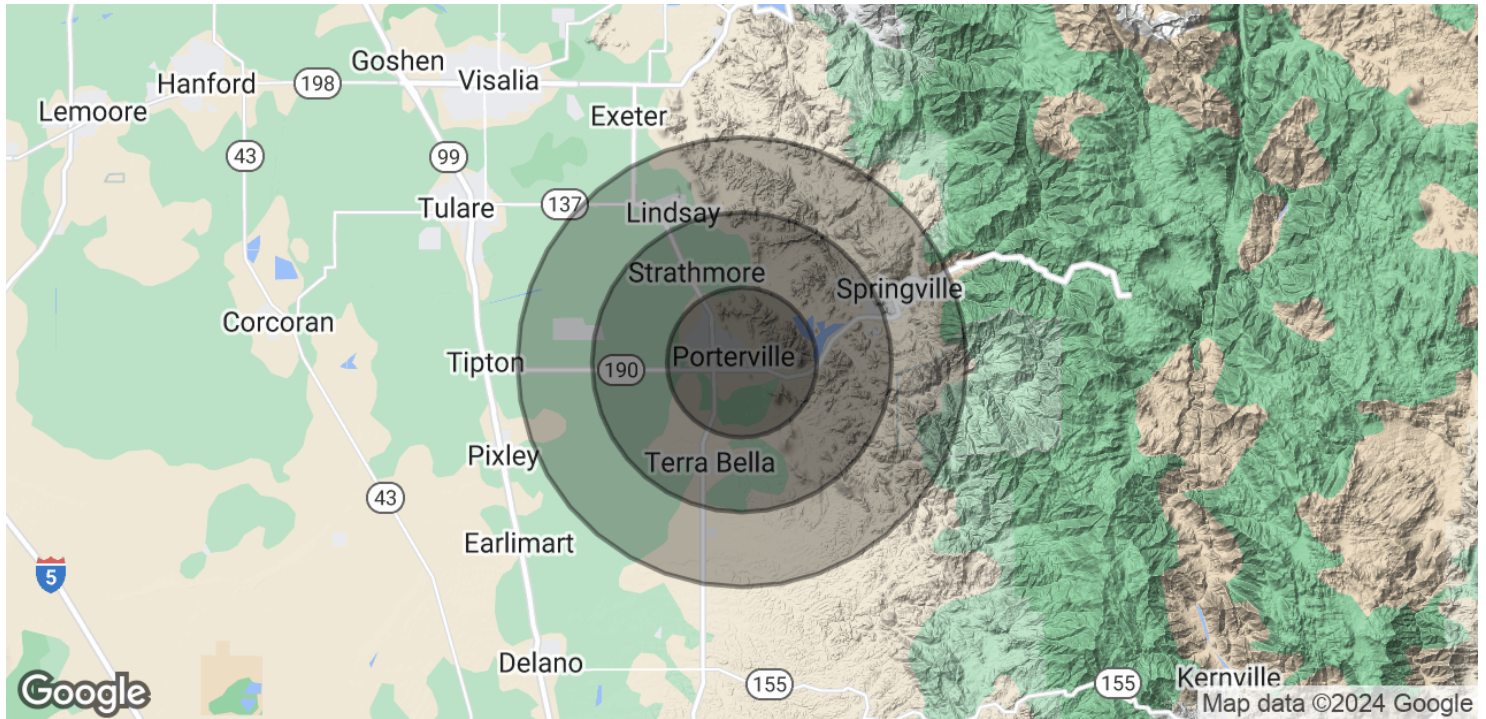 Goshen
Hanford
198
Visalia
Lemoore
Exeter
43
99
137
Tulare
Lindsay
Strathmore
Springville
Corcoran
Porterville
Tipton
190
Pixley
Terra Bella
43
Earlimart
5
Delano
155
155
Kernville
Google
Map data ©2024 Google